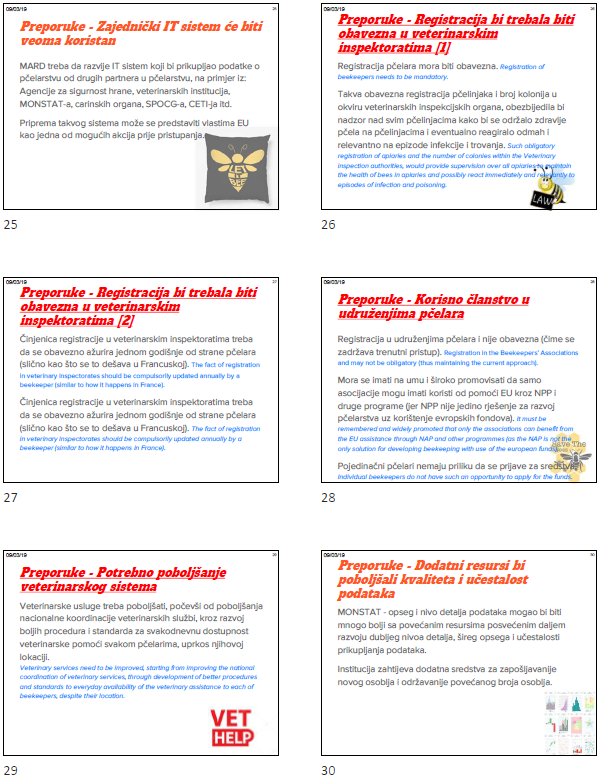 09/03/19
25
Preporuke - Zajednički IT sistem će biti
veoma koristan
MARD treba da razvije IT sistem koji bi prikupljao podatke o
pčelarstvu od drugih partnera u pčelarstvu, na primjer iz:
Agencije za sigurnost hrane, veterinarskih institucija,
MONSTAT-a, carinskih organa, SPOCG-a, CETI-ja itd.
Priprema takvog sistema može se predstaviti vlastima EU
kao jedna od mogućih akcija prije pristupanja.
LET IT BEE
25
09/03/19
26
Preporuke - Registracija bi trebala biti
obavezna u veterinarskim
inspektoratima [1]
Registracija pčelara mora biti obavezna. Registration of
beekeepers needs to be mandatory.
Takva obavezna registracija pčelinjaka i broj kolonija u
okviru veterinarskih inspekcijskih organa, obezbijedila bi
nadzor nad svim pčelinjacima kako bi se održalo zdravlje
pčela na pčelinjacima i eventualno reagiralo odmah i
relevantno na epizode infekcije i trovanja. Such obligatory
registration of apiaries and the number of colonies within the Veterinary
inspection authorities, would provide supervision over all apiaries to maintain
the health of bees in apiaries and possibly react immediately and relevantly to
episodes of infection and poisoning.
LAW
26
09/03/19
27
Preporuke - Registracija bi trebala biti
obavezna u veterinarskim
inspektoratima [2]
Činjenica registracije u veterinarskim inspektoratima treba
da se obavezno ažurira jednom godišnje od strane pčelara
(slično kao što se to dešava u Francuskoj). The fact of registration
in veterinary inspectorates should be compulsorily updated annually by a
beekeeper (similar to how it happens in France).
Činjenica registracije u veterinarskim inspektoratima treba
da se obavezno ažurira jednom godišnje od strane pčelara
(slično kao što se to dešava u Francuskoj). The fact of registration
in veterinary inspectorates should be compulsorily updated annually by a
beekeeper (similar to how it happens in France).
27
09/03/19
28
Preporuke - Korisno članstvo u
udruženjima pčelara
Registracija u udruženjima pčelara i nije obavezna (čime se
zadržava trenutni pristup). Registration in the Beekeepers' Associations
and may not be obligatory (thus maintaining the current approach).
Mora se imati na umu i široko promovisati da samo
asocijacije mogu imati koristi od pomoći EU kroz NPP i
druge programe (jer NPP nije jedino rješenje za razvoj
pčelarstva uz korištenje evropskih fondova). It must be
remembered and widely promoted that only the associations can benefit from
the EU assistance through NAP and other programmes (as the NAP is not the
only solution for developing beekeeping with use of the european funds).
Pojedinačni pčelari nemaju priliku da se prijave za sredstva.
Individual beekeepers do not have such an opportunity to apply for the funds.
Save The
28
09/03/19
29
Preporuke - Potrebno poboljšanje
veterinarskog sistema
Veterinarske usluge treba poboljšati, počevši od poboljšanja
nacionalne koordinacije veterinarskih službi, kroz razvoj
boljih procedura i standarda za svakodnevnu dostupnost
veterinarske pomoći svakom pčelarima, uprkos njihovoj
lokaciji.
Veterinary services need to be improved, starting from improving the national
coordination of veterinary services, through development of better procedures
and standards to everyday availability of the veterinary assistance to each of
beekeepers, despite their location.
VET
HELP
29
09/03/19
30
Preporuke - Dodatni resursi bi
poboljšali kvaliteta i učestalost
podataka
MONSTAT - opseg i nivo detalja podataka mogao bi biti
mnogo bolji sa povećanim resursima posvećenim daljem
razvoju dubljeg nivoa detalja, šireg opsega i učestalosti
prikupljanja podataka.
Institucija zahtijeva dodatna sredstva za zapošljavanje
novog osoblja i održavanje povećanog broja osoblja.
30